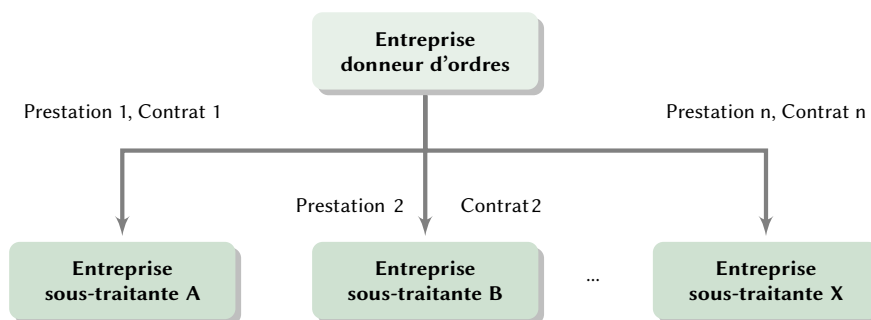 Entreprise
donneur d'ordres
Prestation 1, Contrat 1
Prestation n, Contrat n
Prestation 2
Contrat 2
Entreprise
sous-traitante A
Entreprise
sous-traitante B
...
Entreprise
sous-traitante X